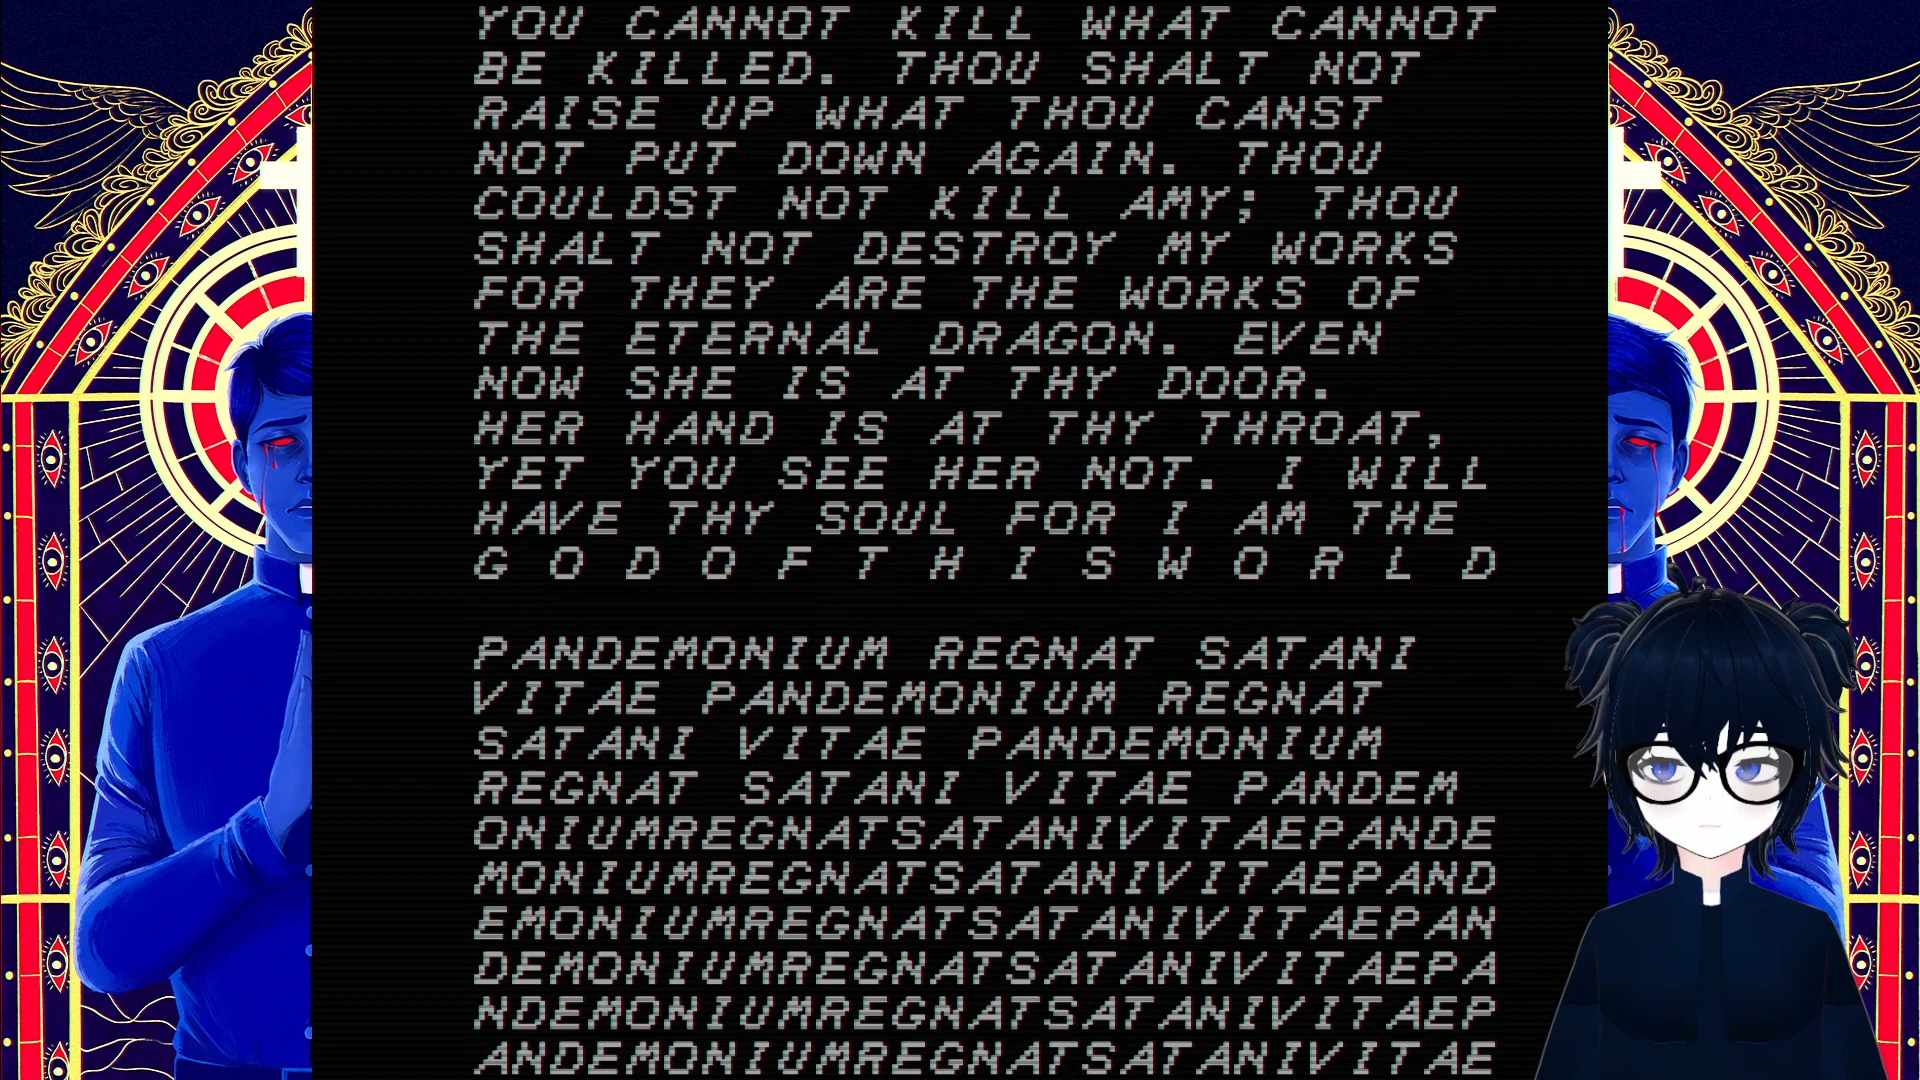 YOU CANNOT KILL WHAT CANNOT
BE KILLED. THOU SHALT NOT
RAISE UP WHAT THOU CANST
NOT PUT DOWN AGAIN. THOU
COULDST NOT KILL AMY; THOU
SHALT NOT DESTROY MY WORKS
FOR THEY ARE THE WORKS OF
THE ETERNAL DRAGON. EVEN
NOW SHE IS AT THY DOOR.
HER HAND IS AT THY THROAT,
YET YOU SEE HER NOT. I WILL
HAVE THY SOUL FOR I AM THE
G O D O F T H I S W O R L D
PANDEMONIUM REGNAT SATANI
VITAE PANDEMONIUM REGNAT
SATANI VITAE PANDEMONIUM
REGNAT SATANI VITAE PANDEM
ONIUMREGNATSATANIVITAEPANDE
MONIUMREGNATSATANIVITAEPAND
EMONIUMREGNATSATANIVITAEPAN
DEMONIUMREGNATSATANIVITAEPA
NDEMONIUMREGNATSATANIVITAEP
ANDEMONIUMREGNATSATANIVITAE